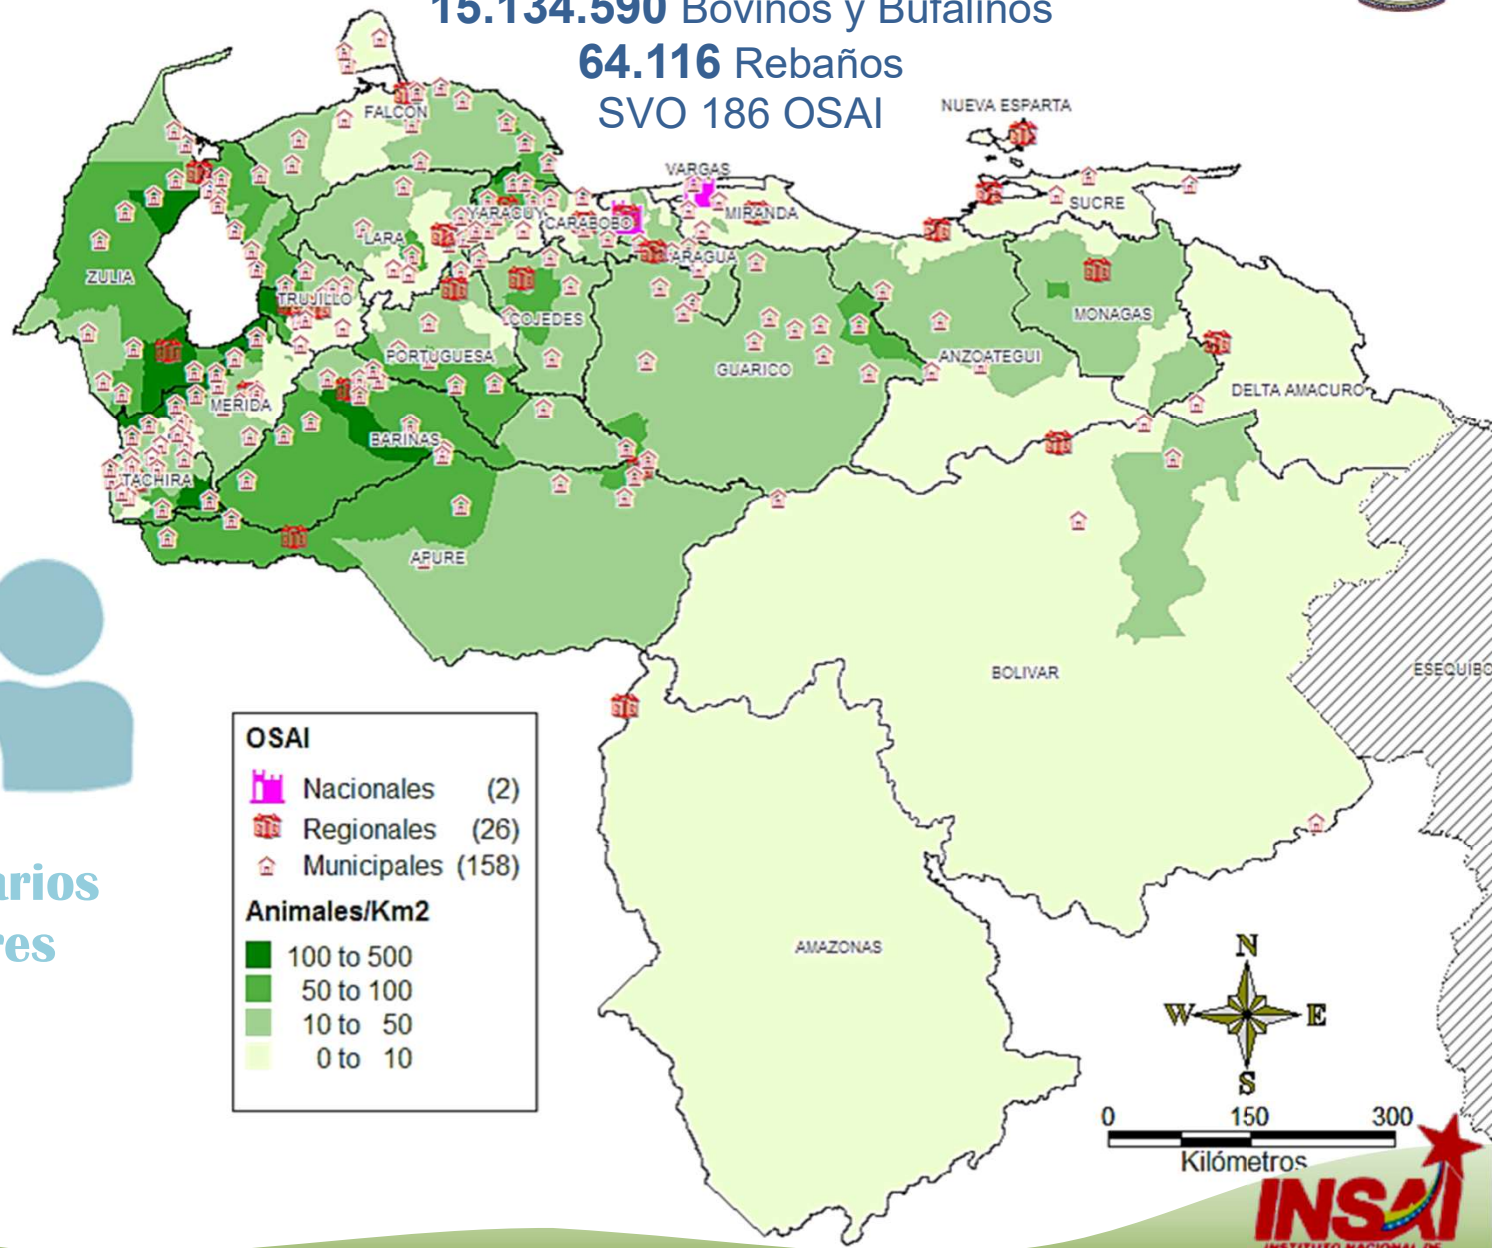 15.134.590 Bovinos y Bufalinos
64.116 Rebaños
SVO 186 OSAI
NUEVA ESPARTA
FALCON
VARGAS
SUCRE
YARACUY
CARABOBO
MIRANDA
LARA
ARAGUA
ZULIA
TRUJILLO
COJEDES
MONAGAS
PORTUGUESA
GUARICO
ANZOATEGUI
DELTA AMACURO
MERIDA
BARINAS
TACHIRA
APURE
BOLIVAR
ESEQUIBO
AMAZONAS
OSAI
Nacionales (2)
Regionales (26)
Municipales (158)
Animales/Km2
100 to 500
50 to 100
10 to 50
0 to 10
arios
res
N
W E
S
0 150 300
Kilómetros
INSAI
INSTITUTO NACIONAL DE